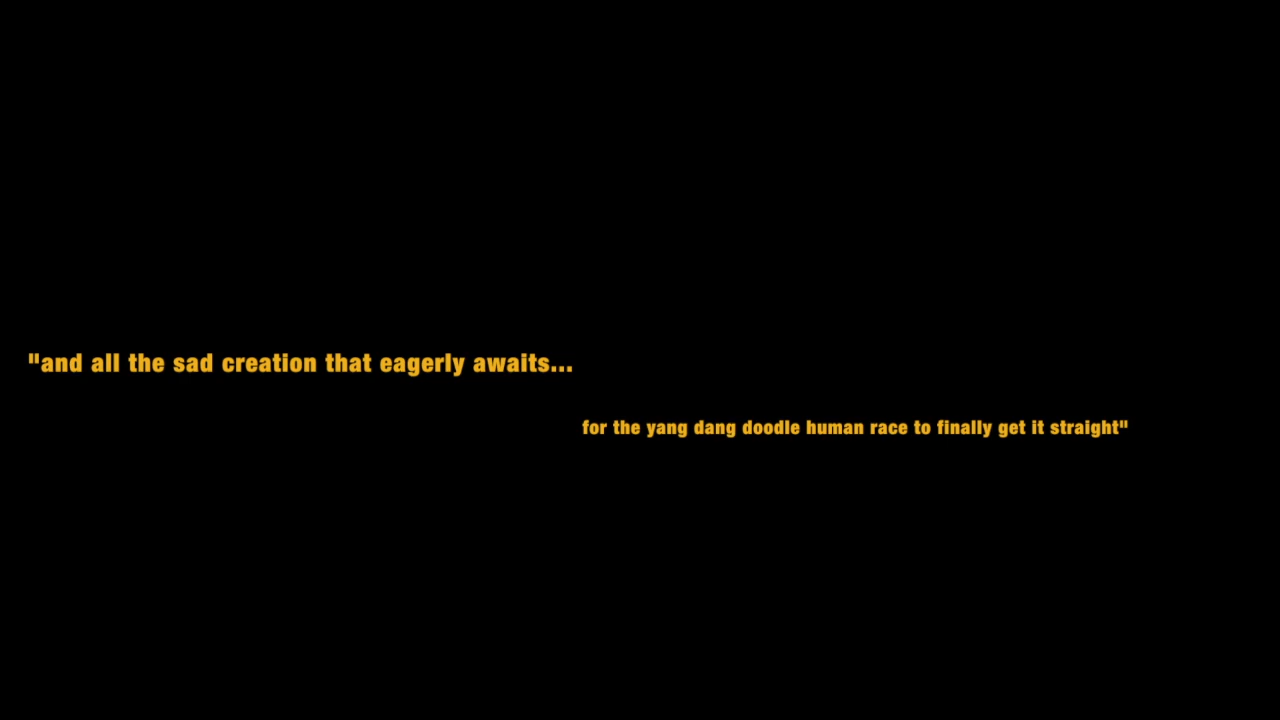 "and all the sad creation that eagerly awaits...
for the yang dang doodle human race to finally get it straight"